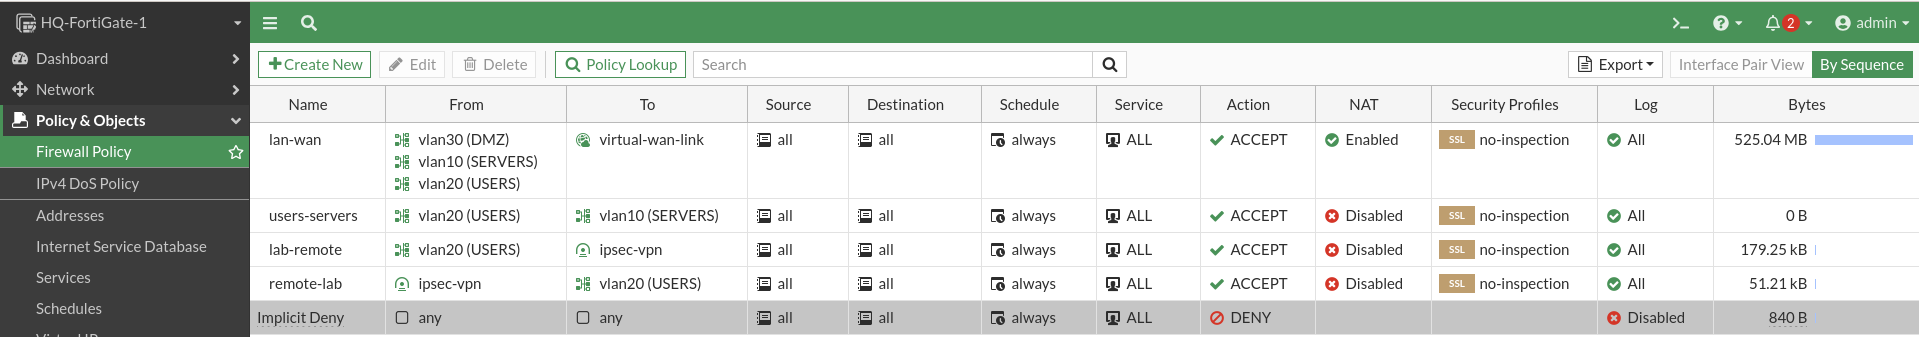 HQ-FortiGate-1
2 admin
Dashboard
Network
Policy & Objects
Firewall Policy
IPv4 DoS Policy
Addresses
Internet Service Database
Services
Schedules
Create New Edit Delete Policy Lookup Search Export Interface Pair View By Sequence
Name From To Source Destination Schedule Service Action NAT Security Profiles Log Bytes
lan-wan vlan30 (DMZ) virtual-wan-link all all always ALL ACCEPT Enabled SSL no-inspection All 525.04 MB
vlan10 (SERVERS)
vlan20 (USERS)
users-servers vlan20 (USERS) vlan10 (SERVERS) all all always ALL ACCEPT Disabled SSL no-inspection All 0 B
lab-remote vlan20 (USERS) ipsec-vpn all all always ALL ACCEPT Disabled SSL no-inspection All 179.25 kB
remote-lab ipsec-vpn vlan20 (USERS) all all always ALL ACCEPT Disabled SSL no-inspection All 51.21 kB
Implicit Deny any any all all always ALL DENY Disabled 840 B